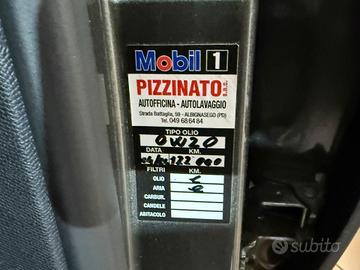 Mobil 1
PIZZINATO s.n.c.
AUTOFFICINA - AUTOLAVAGGIO
Strada Battaglia, 59 - ALBIGNASEGO (PD)
Tel. 049 68 64 84
TIPO OLIO
0W20
DATA KM.
122 000
FILTRI KM.
OLIO
ARIA
CARBUR.
CANDELE
ABITACOLO
subito